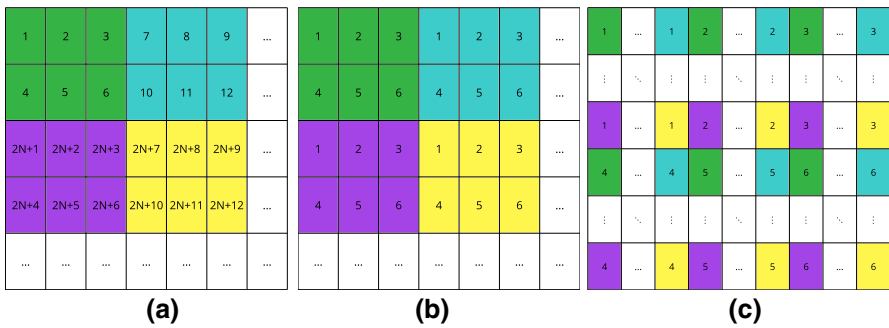 1 2 3 7 8 9 ...
4 5 6 10 11 12 ...
2N+1 2N+2 2N+3 2N+7 2N+8 2N+9 ...
2N+4 2N+5 2N+6 2N+10 2N+11 2N+12 ...
... ... ... ... ... ... ...
(a)
1 2 3 1 2 3 ...
4 5 6 4 5 6 ...
1 2 3 1 2 3 ...
4 5 6 4 5 6 ...
... ... ... ... ... ... ...
(b)
1 ... 1 2 ... 2 3 ... 3
⋮ ⋱ ⋮ ⋮ ⋱ ⋮ ⋮ ⋱ ⋮
1 ... 1 2 ... 2 3 ... 3
4 ... 4 5 ... 5 6 ... 6
⋮ ⋱ ⋮ ⋮ ⋱ ⋮ ⋮ ⋱ ⋮
4 ... 4 5 ... 5 6 ... 6
(c)